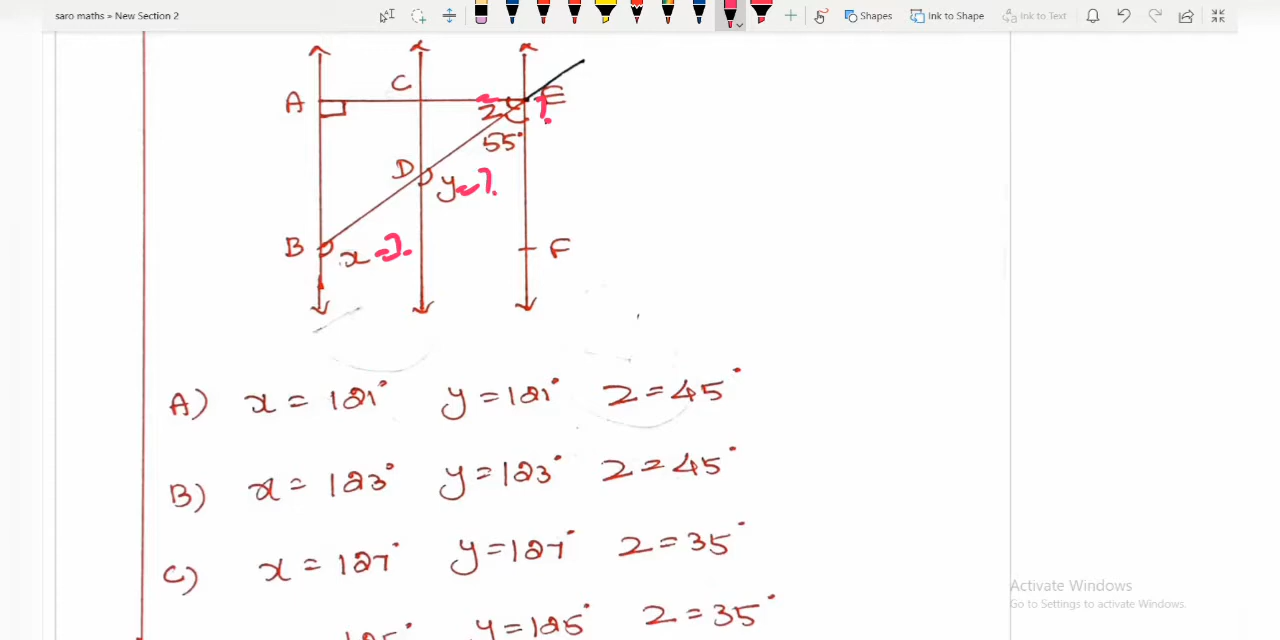 saro maths > New Section 2
Shapes Ink to Shape Ink to Text
C
A E
z ?
55°
D y = ?
B x = ? F
A) x = 121° y = 121° z = 45°
B) x = 123° y = 123° z = 45°
C) x = 127° y = 127° z = 35°
125° y = 125° z = 35°
Activate Windows
Go to Settings to activate Windows.